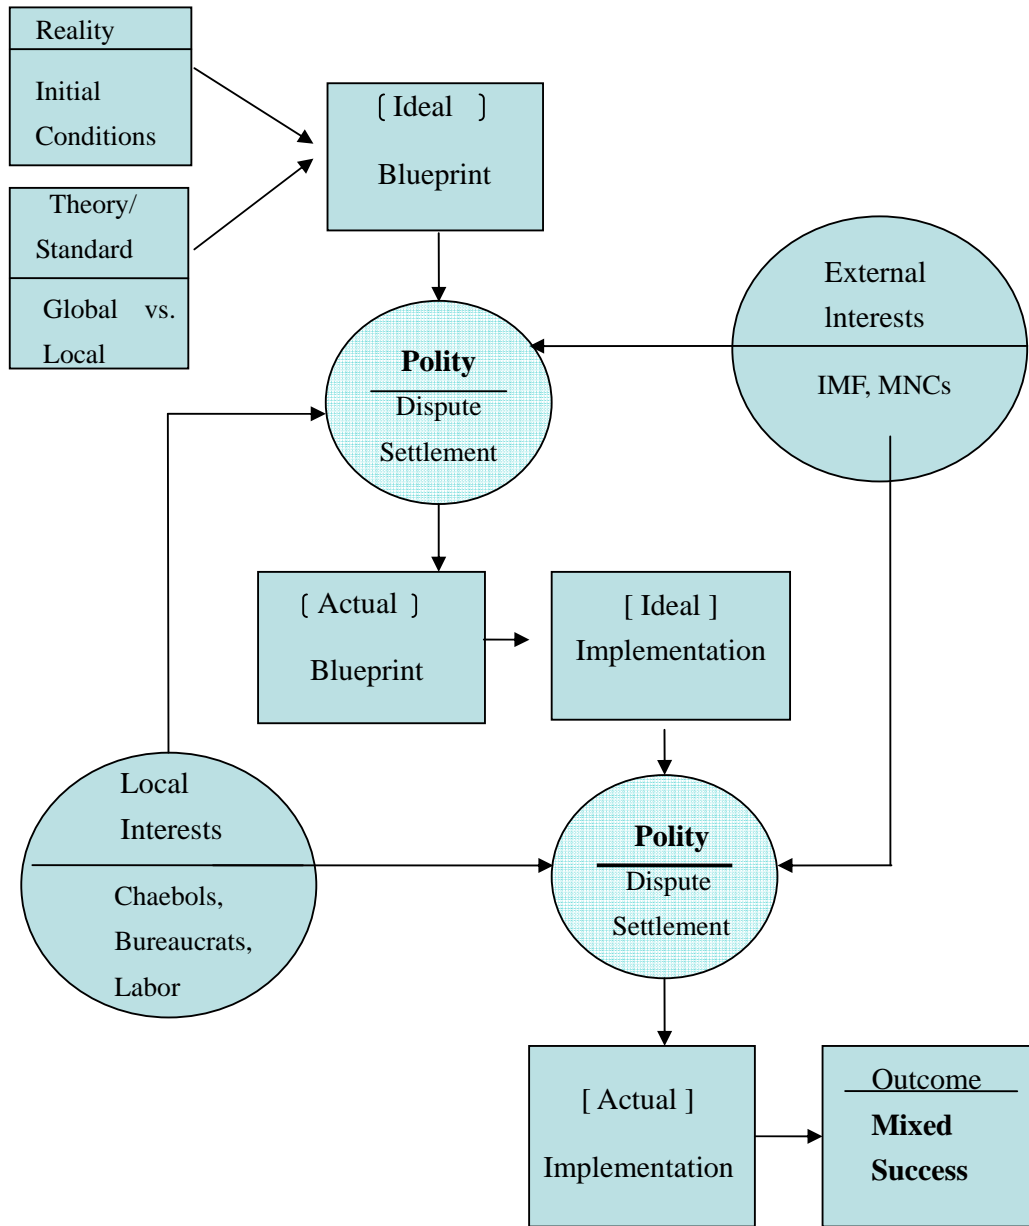 Reality
Initial
Conditions
Theory/
Standard
Global vs.
Local
〔 Ideal 〕
Blueprint
External
Interests
IMF, MNCs
Polity
Dispute
Settlement
〔 Actual 〕
Blueprint
[ Ideal ]
Implementation
Local
Interests
Chaebols,
Bureaucrats,
Labor
Polity
Dispute
Settlement
[ Actual ]
Implementation
Outcome
Mixed
Success